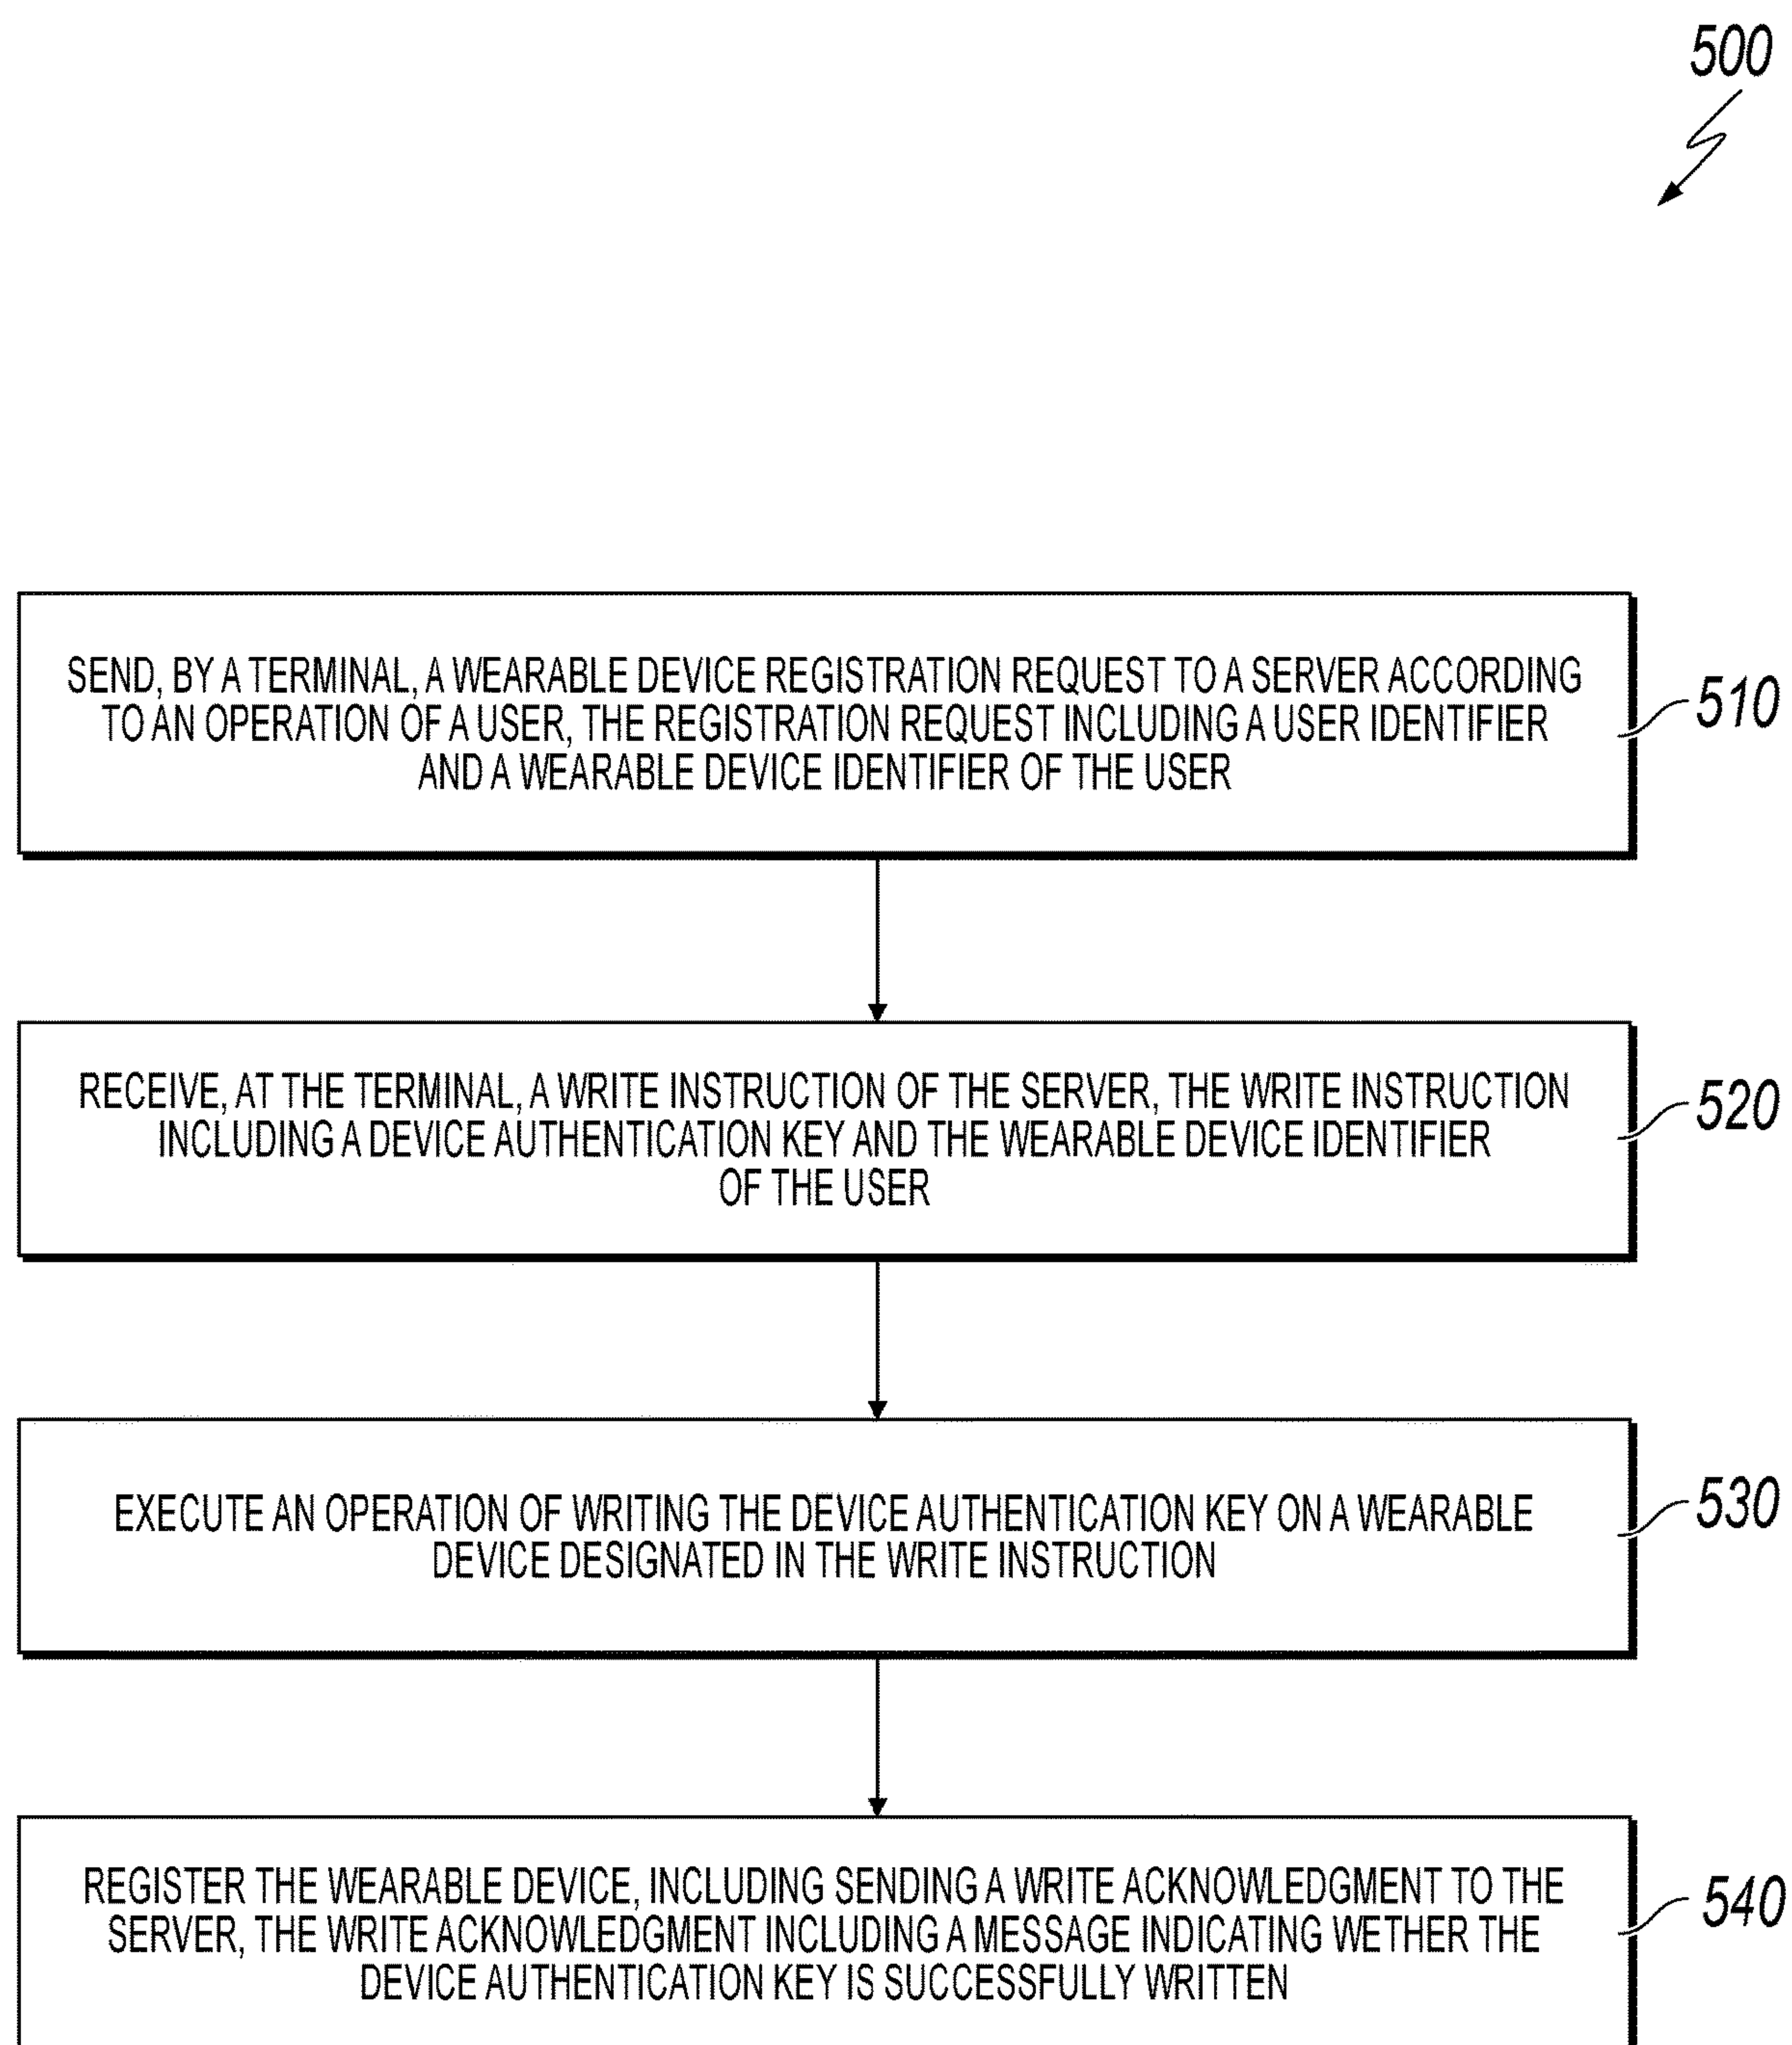 500
SEND, BY A TERMINAL, A WEARABLE DEVICE REGISTRATION REQUEST TO A SERVER ACCORDING
TO AN OPERATION OF A USER, THE REGISTRATION REQUEST INCLUDING A USER IDENTIFIER
AND A WEARABLE DEVICE IDENTIFIER OF THE USER
510
RECEIVE, AT THE TERMINAL, A WRITE INSTRUCTION OF THE SERVER, THE WRITE INSTRUCTION
INCLUDING A DEVICE AUTHENTICATION KEY AND THE WEARABLE DEVICE IDENTIFIER
OF THE USER
520
EXECUTE AN OPERATION OF WRITING THE DEVICE AUTHENTICATION KEY ON A WEARABLE
DEVICE DESIGNATED IN THE WRITE INSTRUCTION
530
REGISTER THE WEARABLE DEVICE, INCLUDING SENDING A WRITE ACKNOWLEDGMENT TO THE
SERVER, THE WRITE ACKNOWLEDGMENT INCLUDING A MESSAGE INDICATING WETHER THE
DEVICE AUTHENTICATION KEY IS SUCCESSFULLY WRITTEN
540